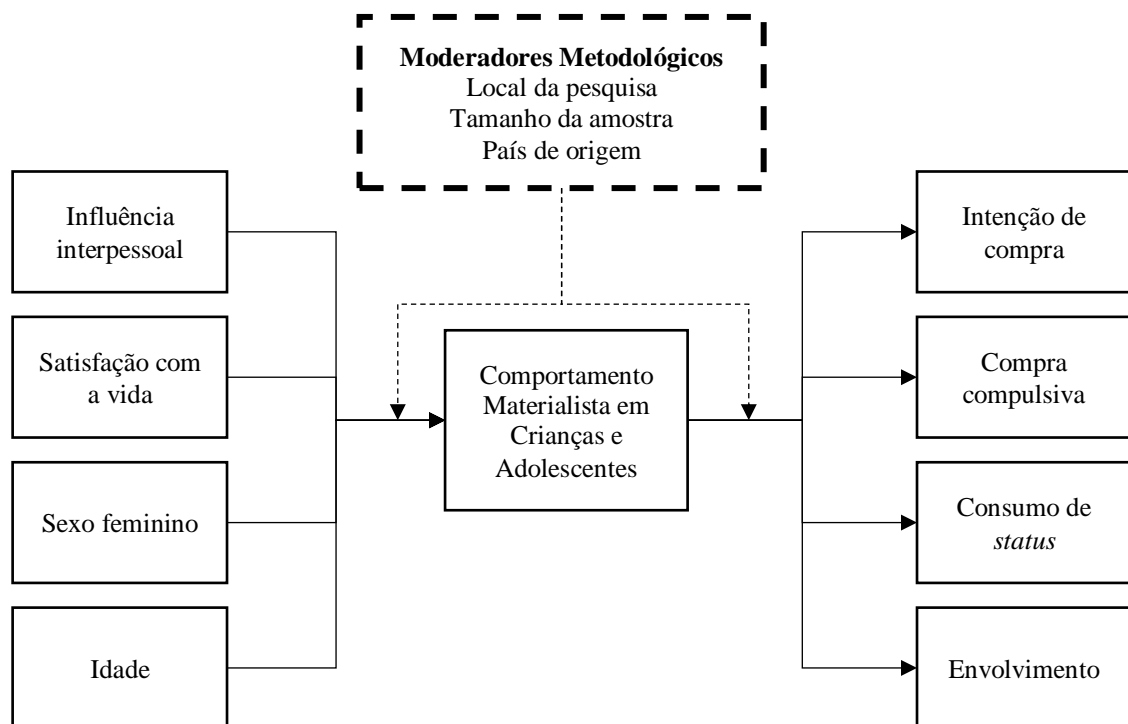 Moderadores Metodológicos
Local da pesquisa
Tamanho da amostra
País de origem
Influência
interpessoal
Satisfação com
a vida
Sexo feminino
Idade
Comportamento
Materialista em
Crianças e
Adolescentes
Intenção de
compra
Compra
compulsiva
Consumo de
status
Envolvimento